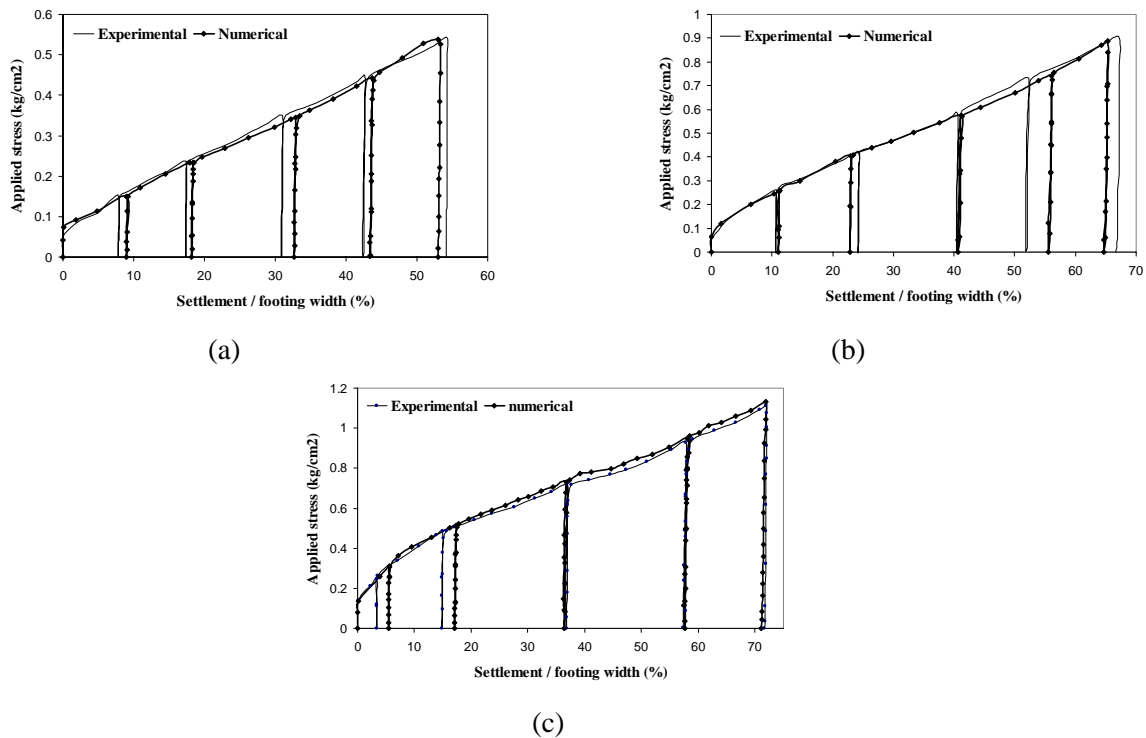 Experimental Numerical
Applied stress (kg/cm2)
0.6
0.5
0.4
0.3
0.2
0.1
0
0 10 20 30 40 50 60
Settlement / footing width (%)
(a)
Experimental Numerical
Applied stress (kg/cm2)
1
0.9
0.8
0.7
0.6
0.5
0.4
0.3
0.2
0.1
0
0 10 20 30 40 50 60 70
Settlement / footing width (%)
(b)
Experimental numerical
Applied stress (kg/cm2)
1.2
1
0.8
0.6
0.4
0.2
0
0 10 20 30 40 50 60 70
Settlement / footing width (%)
(c)